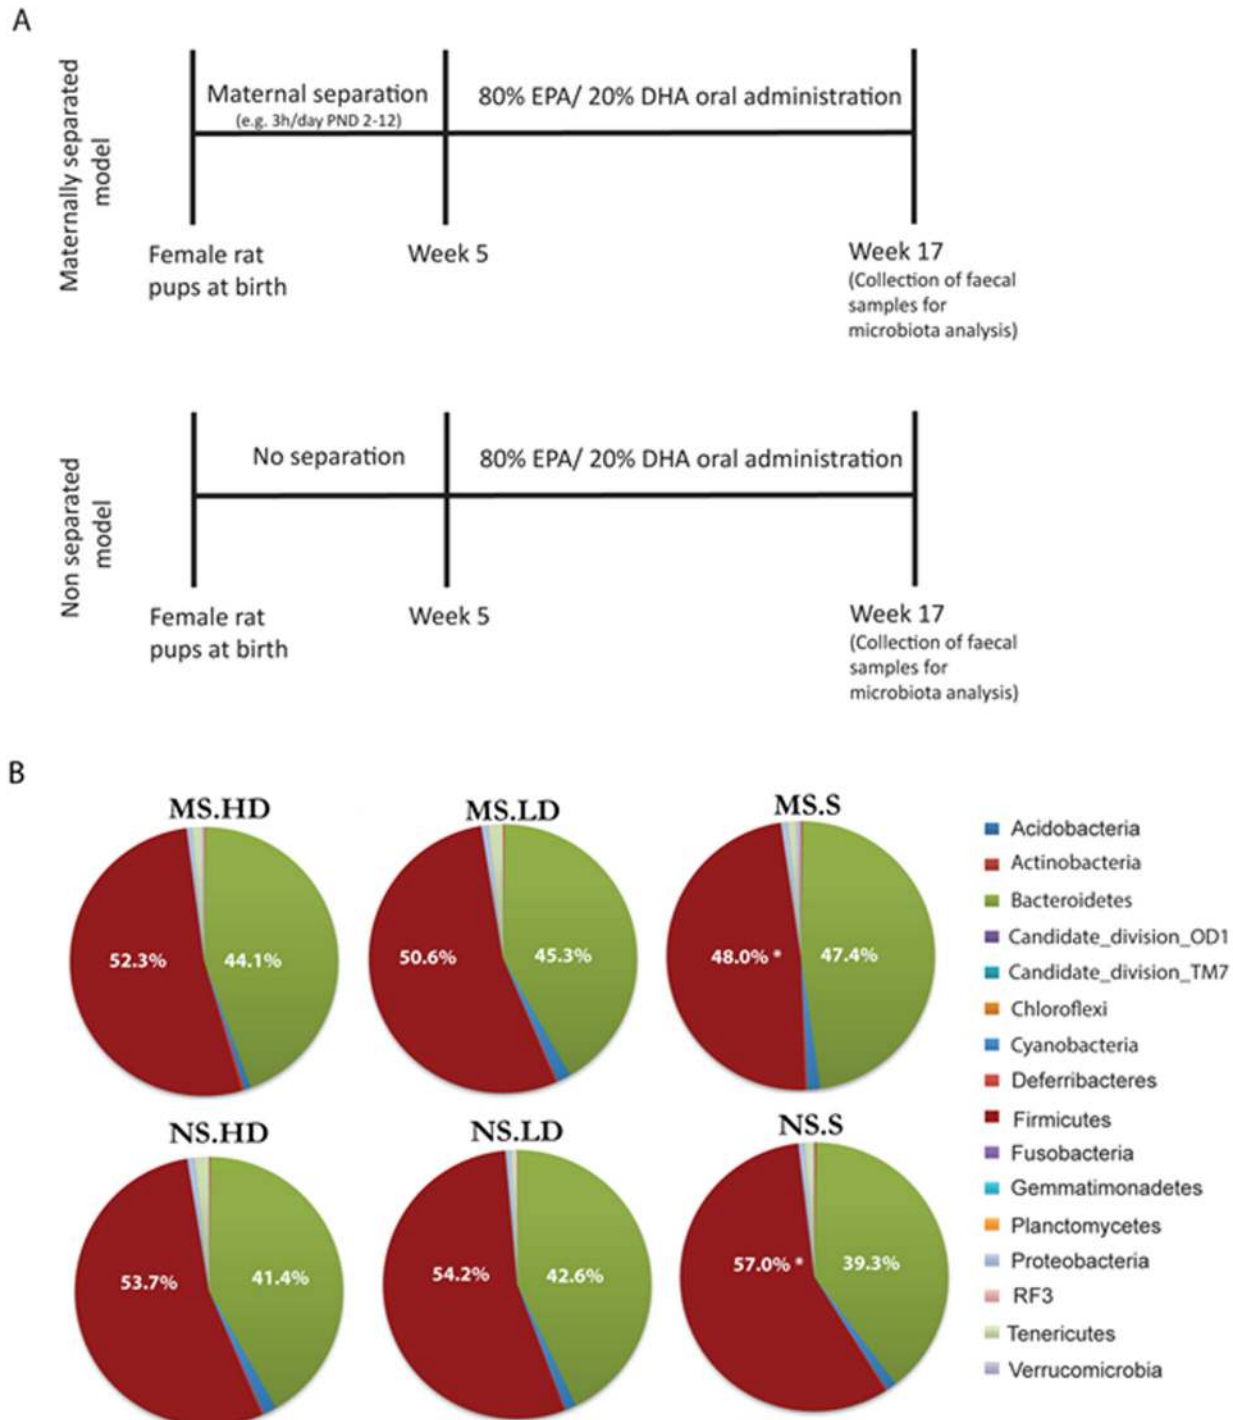 A
Maternally separated
model
Maternal separation
(e.g. 3h/day PND 2-12)
80% EPA/ 20% DHA oral administration
Female rat
pups at birth
Week 5
Week 17
(Collection of faecal
samples for
microbiota analysis)
Non separated
model
No separation
80% EPA/ 20% DHA oral administration
Female rat
pups at birth
Week 5
Week 17
(Collection of faecal
samples for
microbiota analysis)
B
MS.HD
52.3%
44.1%
MS.LD
50.6%
45.3%
MS.S
48.0% *
47.4%
NS.HD
53.7%
41.4%
NS.LD
54.2%
42.6%
NS.S
57.0% *
39.3%
Acidobacteria
Actinobacteria
Bacteroidetes
Candidate_division_OD1
Candidate_division_TM7
Chloroflexi
Cyanobacteria
Deferribacteres
Firmicutes
Fusobacteria
Gemmatimonadetes
Planctomycetes
Proteobacteria
RF3
Tenericutes
Verrucomicrobia